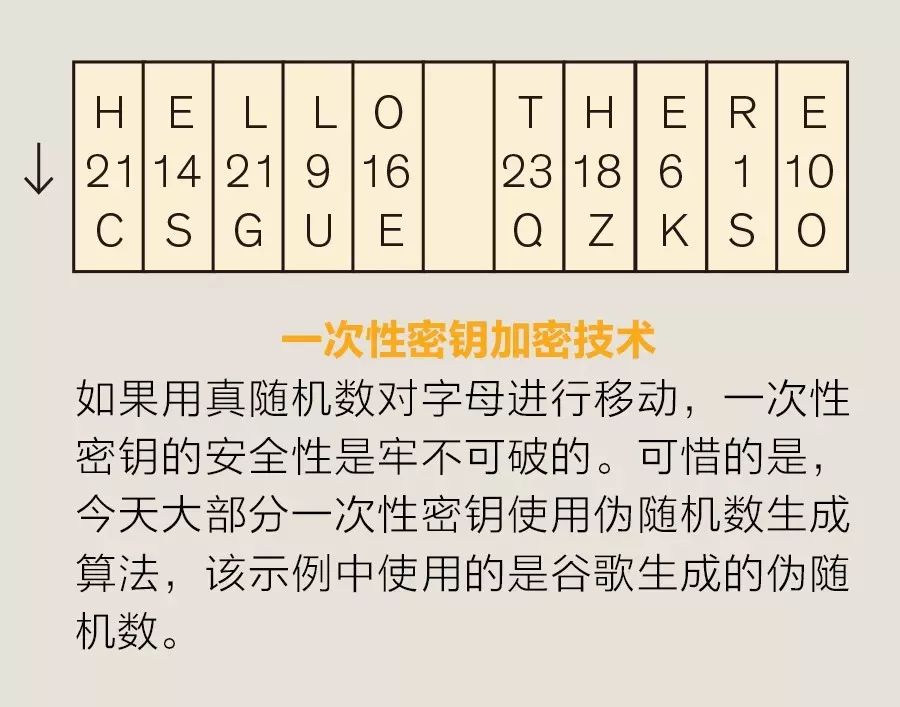 H E L L O T H E R E
21 14 21 9 16 23 18 6 1 10
C S G U E Q Z K S O
一次性密钥加密技术
如果用真随机数对字母进行移动，一次性
密钥的安全性是牢不可破的。可惜的是，
今天大部分一次性密钥使用伪随机数生成
算法，该示例中使用的是谷歌生成的伪随
机数。